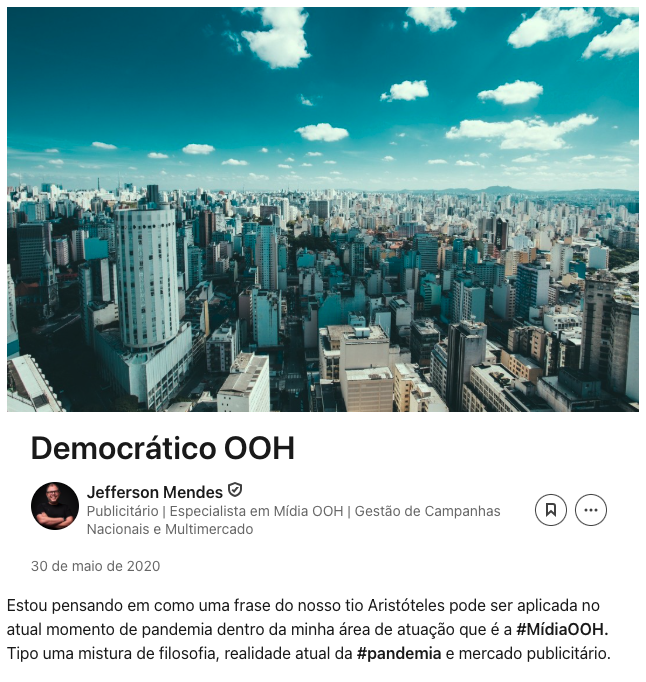 Democrático OOH
Jefferson Mendes
Publicitário | Especialista em Mídia OOH | Gestão de Campanhas
Nacionais e Multimercado
30 de maio de 2020
Estou pensando em como uma frase do nosso tio Aristóteles pode ser aplicada no
atual momento de pandemia dentro da minha área de atuação que é a #MídiaOOH.
Tipo uma mistura de filosofia, realidade atual da #pandemia e mercado publicitário.